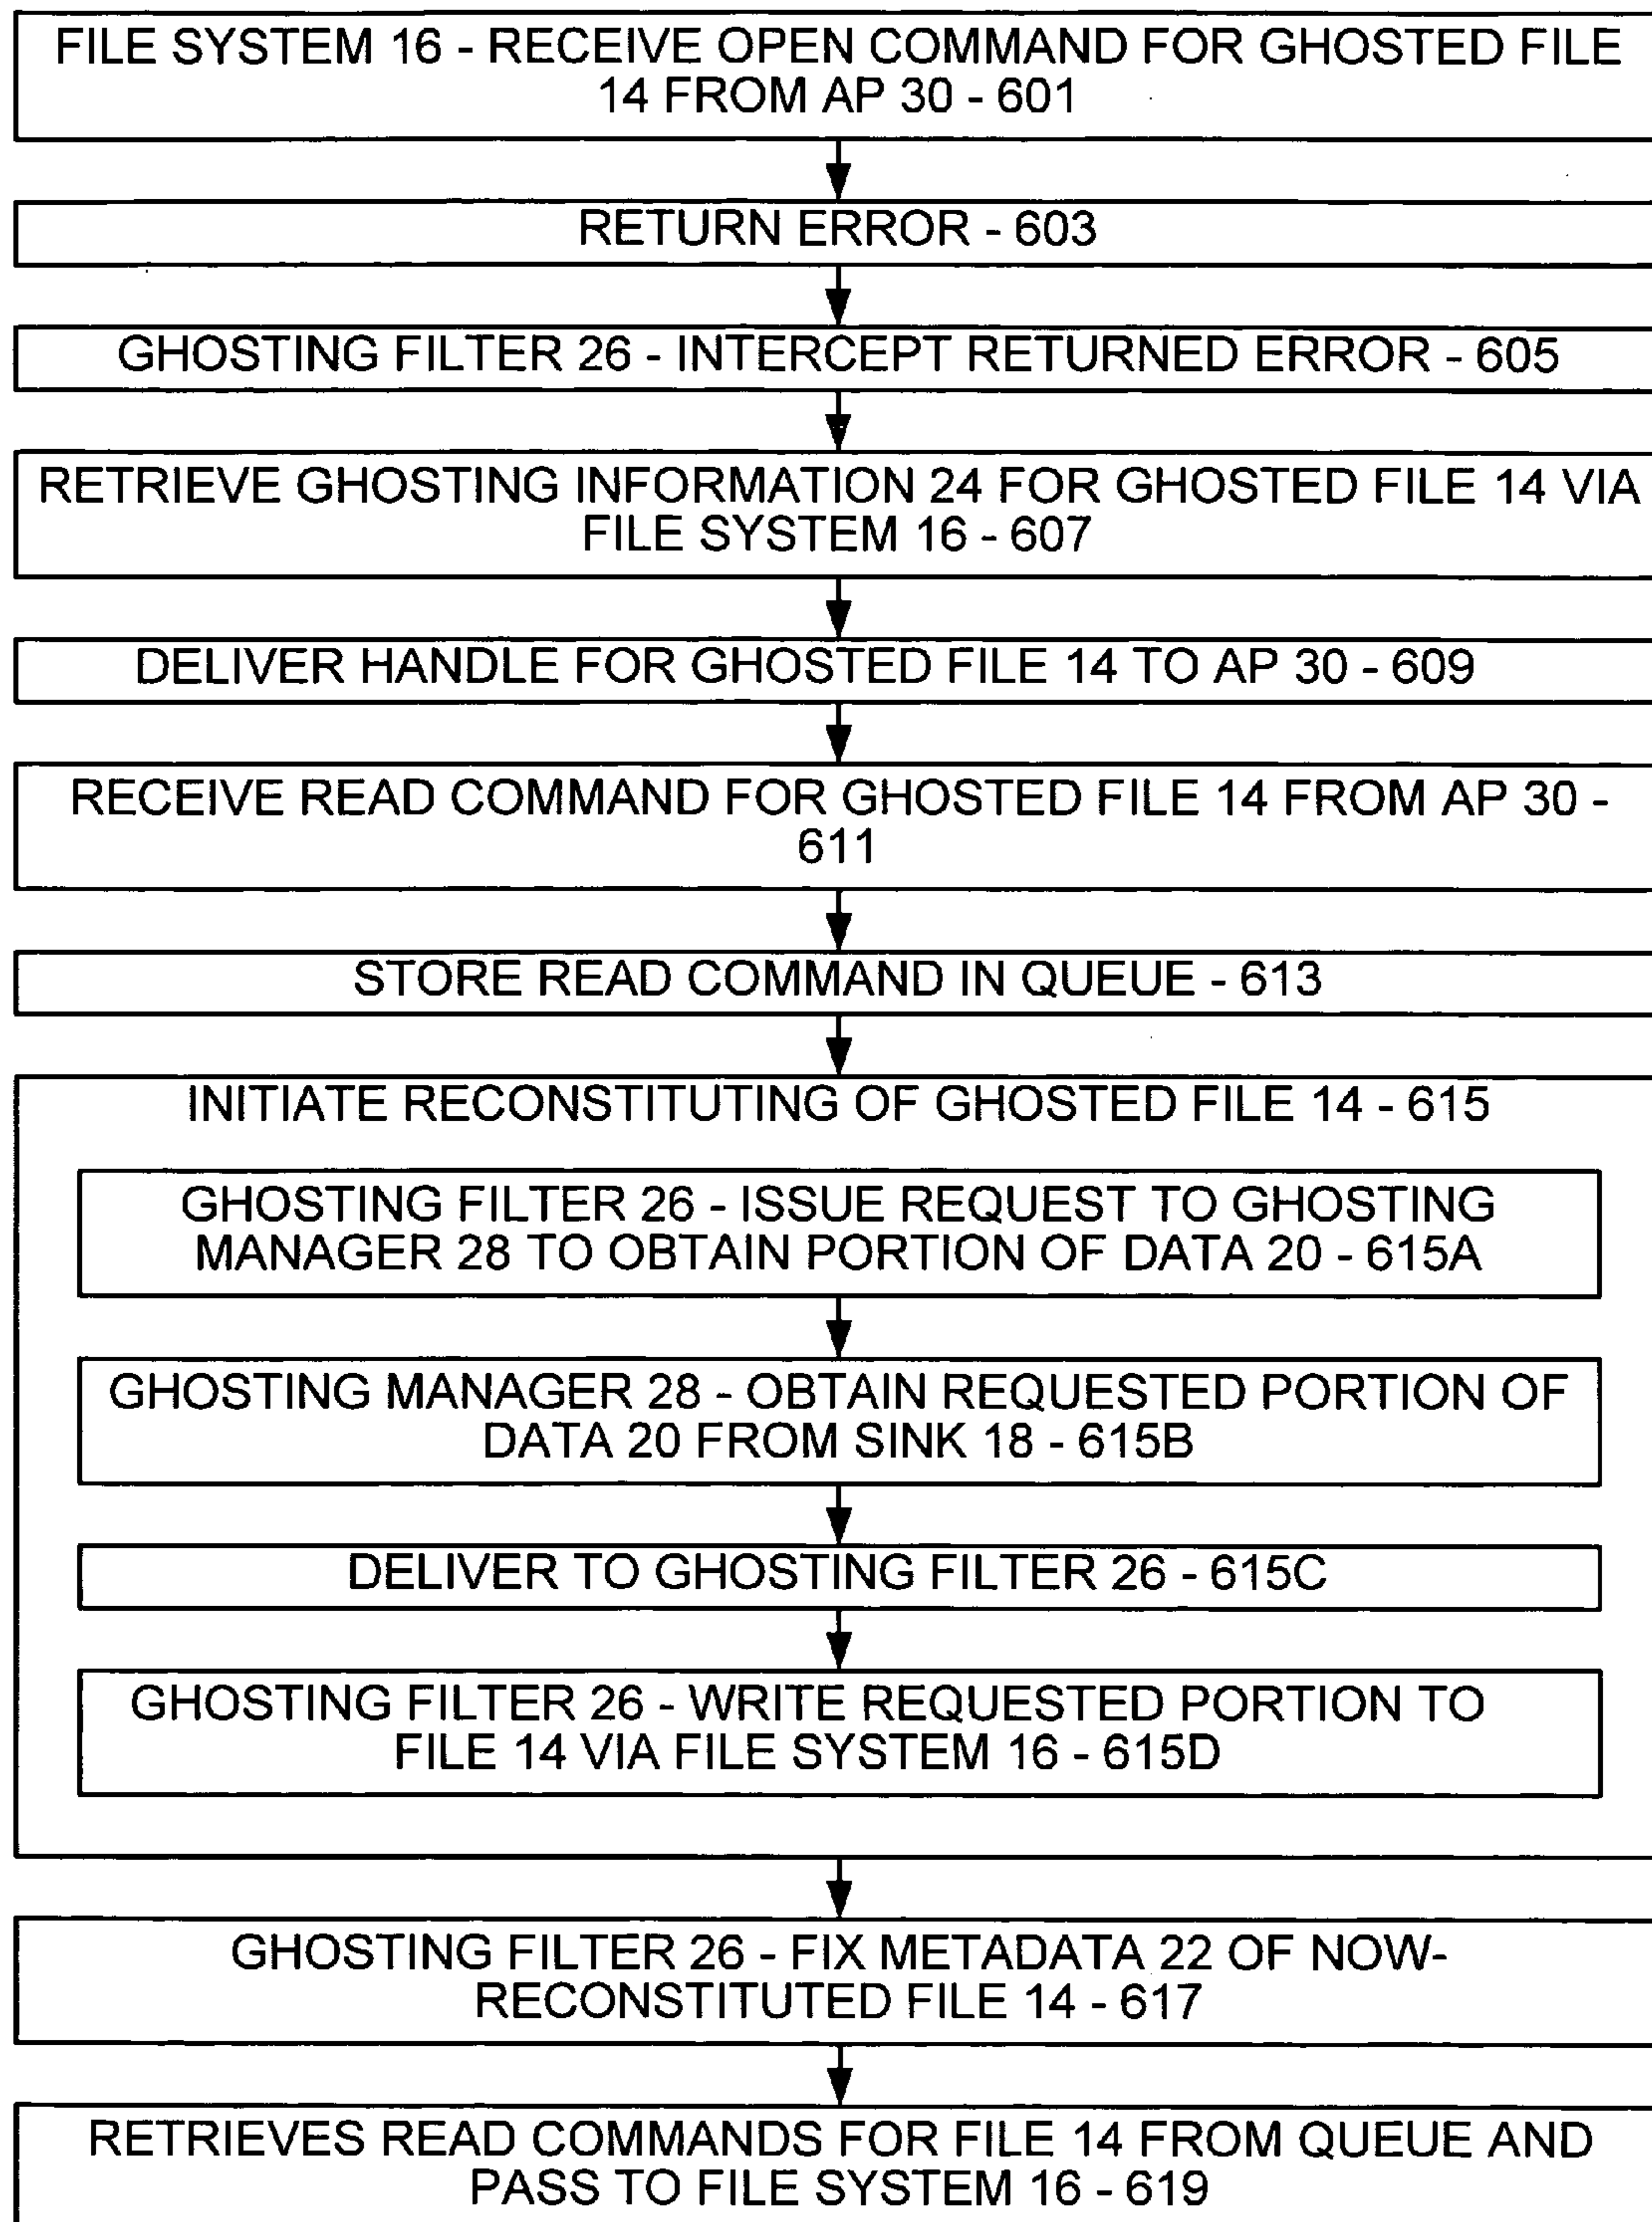 FILE SYSTEM 16 - RECEIVE OPEN COMMAND FOR GHOSTED FILE
14 FROM AP 30 - 601
RETURN ERROR - 603
GHOSTING FILTER 26 - INTERCEPT RETURNED ERROR - 605
RETRIEVE GHOSTING INFORMATION 24 FOR GHOSTED FILE 14 VIA
FILE SYSTEM 16 - 607
DELIVER HANDLE FOR GHOSTED FILE 14 TO AP 30 - 609
RECEIVE READ COMMAND FOR GHOSTED FILE 14 FROM AP 30 -
611
STORE READ COMMAND IN QUEUE - 613
INITIATE RECONSTITUTING OF GHOSTED FILE 14 - 615
GHOSTING FILTER 26 - ISSUE REQUEST TO GHOSTING
MANAGER 28 TO OBTAIN PORTION OF DATA 20 - 615A
GHOSTING MANAGER 28 - OBTAIN REQUESTED PORTION OF
DATA 20 FROM SINK 18 - 615B
DELIVER TO GHOSTING FILTER 26 - 615C
GHOSTING FILTER 26 - WRITE REQUESTED PORTION TO
FILE 14 VIA FILE SYSTEM 16 - 615D
GHOSTING FILTER 26 - FIX METADATA 22 OF NOW-
RECONSTITUTED FILE 14 - 617
RETRIEVES READ COMMANDS FOR FILE 14 FROM QUEUE AND
PASS TO FILE SYSTEM 16 - 619